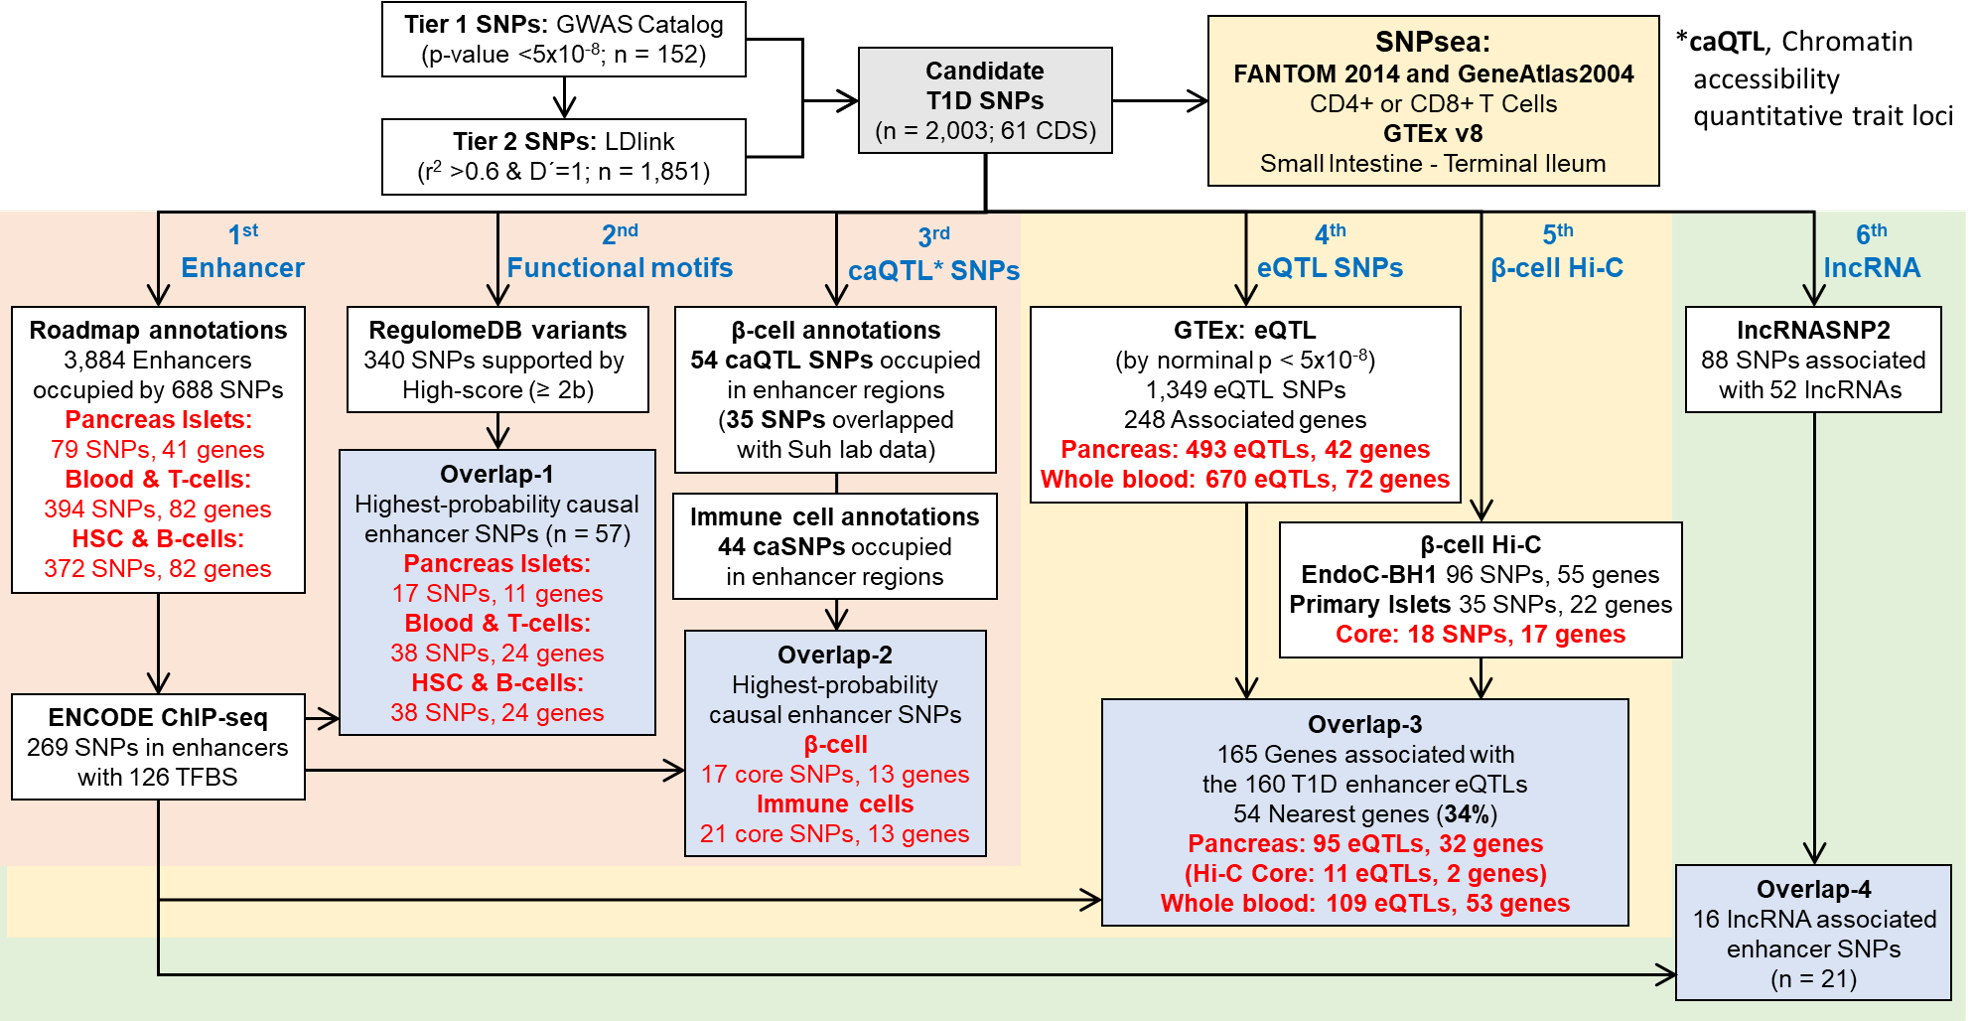 Tier 1 SNPs: GWAS Catalog
(p-value <5x10-8; n = 152)
Tier 2 SNPs: LDlink
(r2 >0.6 & D´=1; n = 1,851)
Candidate
T1D SNPs
(n = 2,003; 61 CDS)
SNPsea:
FANTOM 2014 and GeneAtlas2004
CD4+ or CD8+ T Cells
GTEx v8
Small Intestine - Terminal Ileum
*caQTL, Chromatin
accessibility
quantitative trait loci
1st
Enhancer
2nd
Functional motifs
3rd
caQTL* SNPs
4th
eQTL SNPs
5th
β-cell Hi-C
6th
lncRNA
Roadmap annotations
3,884 Enhancers
occupied by 688 SNPs
Pancreas Islets:
79 SNPs, 41 genes
Blood & T-cells:
394 SNPs, 82 genes
HSC & B-cells:
372 SNPs, 82 genes
ENCODE ChIP-seq
269 SNPs in enhancers
with 126 TFBS
RegulomeDB variants
340 SNPs supported by
High-score (≥ 2b)
Overlap-1
Highest-probability causal
enhancer SNPs (n = 57)
Pancreas Islets:
17 SNPs, 11 genes
Blood & T-cells:
38 SNPs, 24 genes
HSC & B-cells:
38 SNPs, 24 genes
β-cell annotations
54 caQTL SNPs occupied
in enhancer regions
(35 SNPs overlapped
with Suh lab data)
Immune cell annotations
44 caSNPs occupied
in enhancer regions
Overlap-2
Highest-probability
causal enhancer SNPs
β-cell
17 core SNPs, 13 genes
Immune cells
21 core SNPs, 13 genes
GTEx: eQTL
(by norminal p < 5x10-8)
1,349 eQTL SNPs
248 Associated genes
Pancreas: 493 eQTLs, 42 genes
Whole blood: 670 eQTLs, 72 genes
β-cell Hi-C
EndoC-BH1 96 SNPs, 55 genes
Primary Islets 35 SNPs, 22 genes
Core: 18 SNPs, 17 genes
Overlap-3
165 Genes associated with
the 160 T1D enhancer eQTLs
54 Nearest genes (34%)
Pancreas: 95 eQTLs, 32 genes
(Hi-C Core: 11 eQTLs, 2 genes)
Whole blood: 109 eQTLs, 53 genes
lncRNASNP2
88 SNPs associated
with 52 lncRNAs
Overlap-4
16 lncRNA associated
enhancer SNPs
(n = 21)